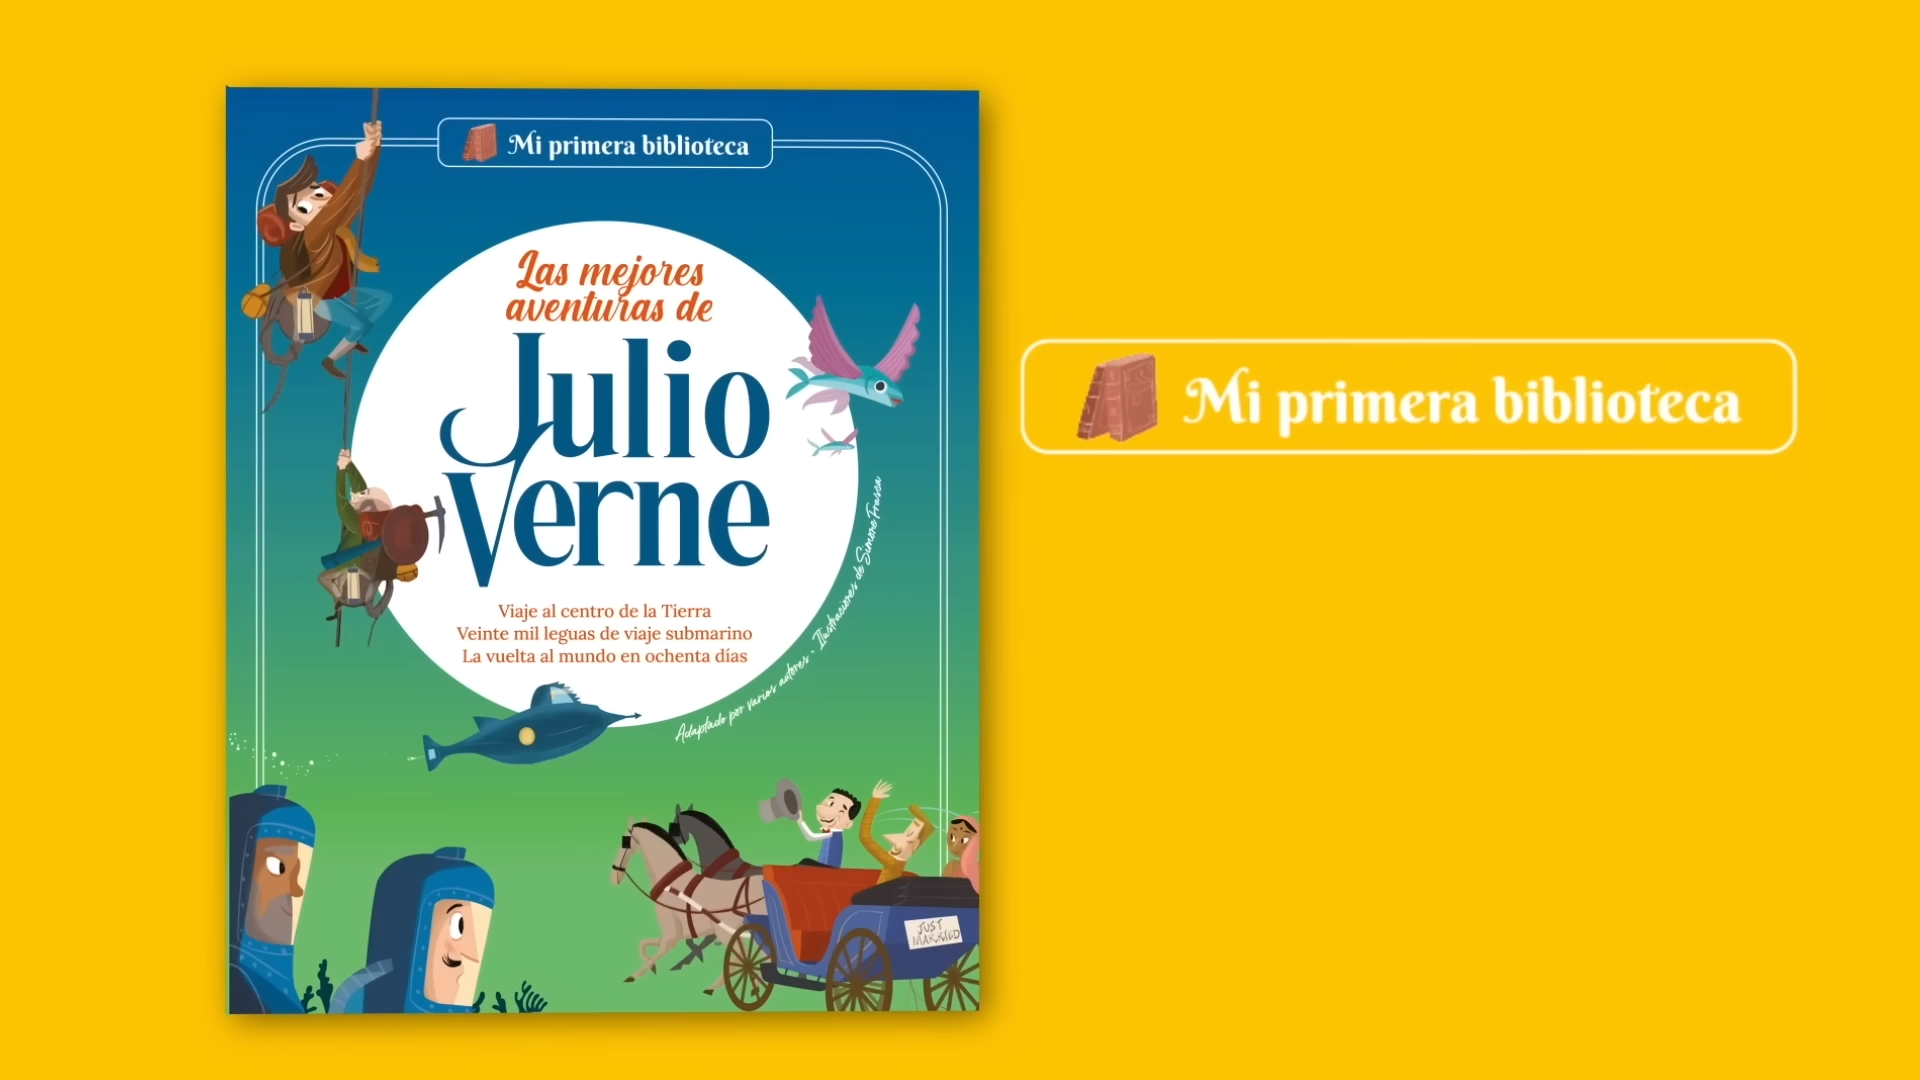 Mi primera biblioteca
Las mejores
aventuras de
Julio
Verne
Viaje al centro de la Tierra
Veinte mil leguas de viaje submarino
La vuelta al mundo en ochenta días
Adaptado por varios autores · Ilustraciones de Simone Frasca
JUST
MARRIED
Mi primera biblioteca